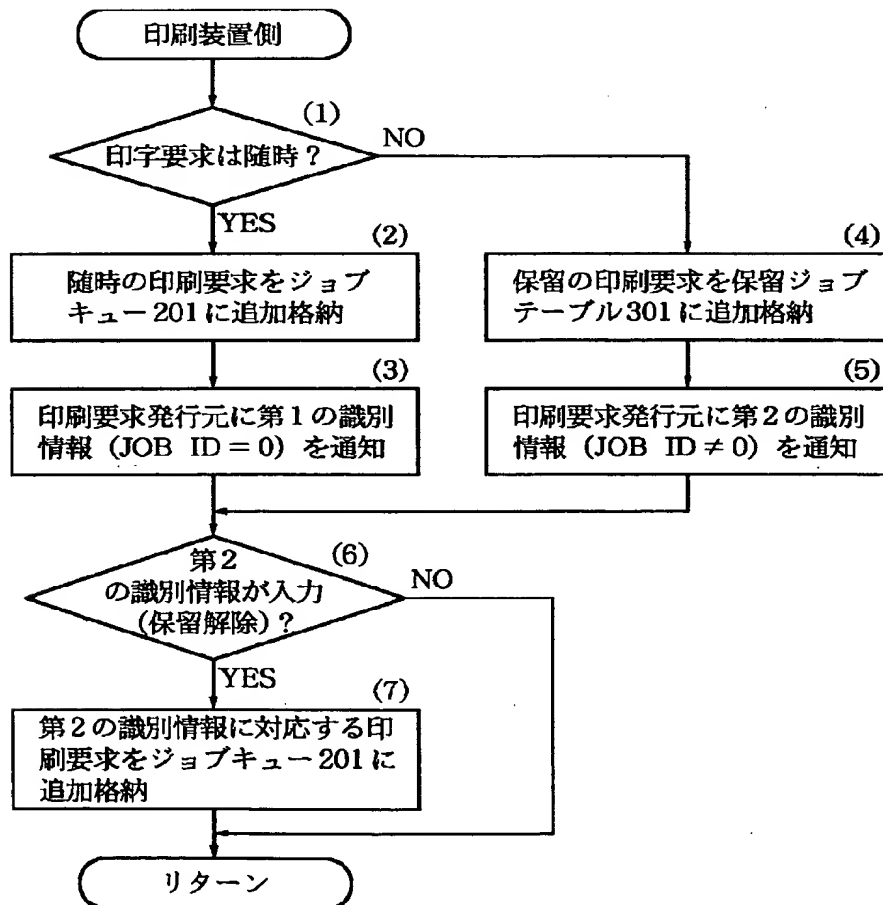 印刷装置側
(1)
印字要求は随時？
NO
YES
(2)
随時の印刷要求をジョブ
キュー201に追加格納
(4)
保留の印刷要求を保留ジョブ
テーブル301に追加格納
(3)
印刷要求発行元に第1の識別
情報（JOB ID = 0）を通知
(5)
印刷要求発行元に第2の識別
情報（JOB ID ≠ 0）を通知
(6)
第2
の識別情報が入力
(保留解除)？
NO
YES
(7)
第2の識別情報に対応する印
刷要求をジョブキュー201に
追加格納
リターン